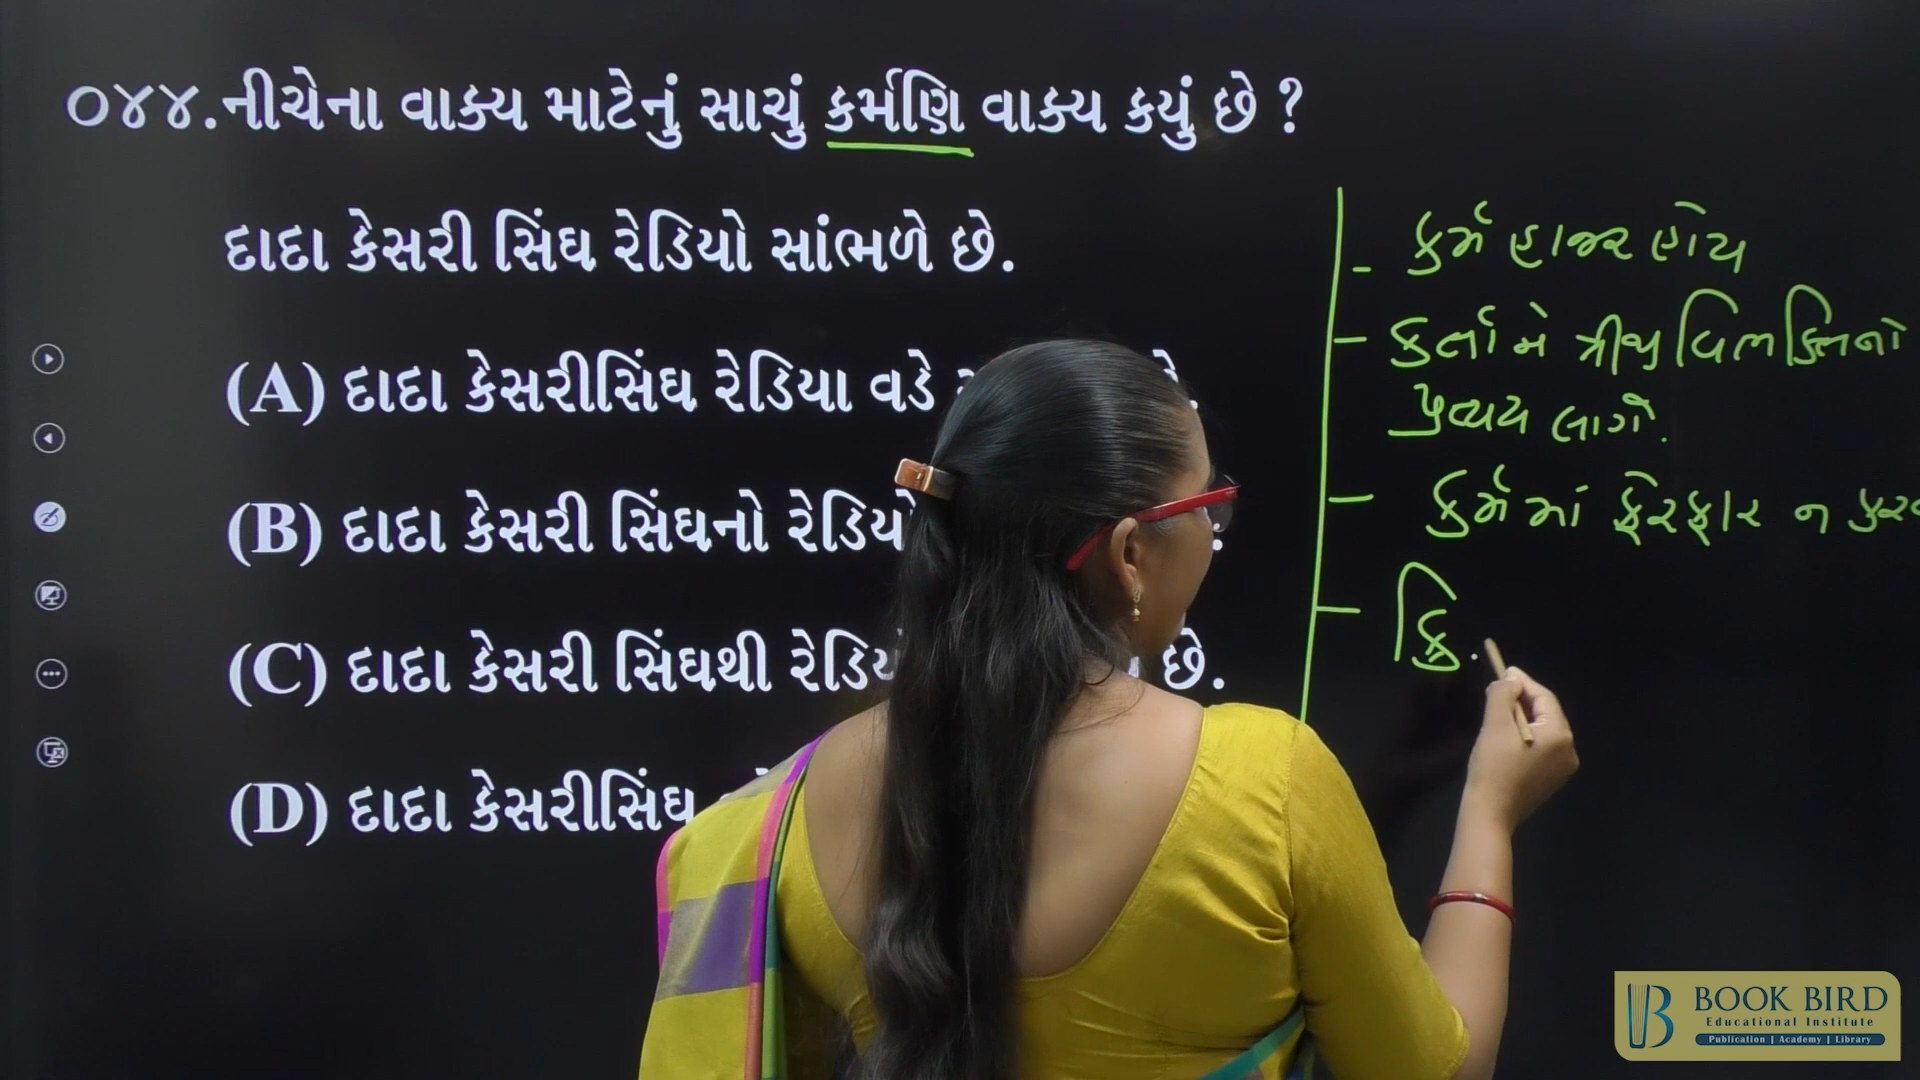 ૦૪૪.નીચેના વાક્ય માટેનું સાચું કર્મણિ વાક્ય કયું છે ?
દાદા કેસરી સિંઘ રેડિયો સાંભળે છે.
(A) દાદા કેસરીસિંઘ રેડિયા વડે
(B) દાદા કેસરી સિંઘનો રેડિયો
(C) દાદા કેસરી સિંઘથી છે.
(D) દાદા કેસરીસિંઘ
- કર્મ હાજર હોય
- કર્તાને ત્રીજી વિભક્તિનો
પ્રત્યય લાગે.
- કર્મમાં ફેરફાર ન
- ક્રિ.
BOOK BIRD
Educational Institute
Publication | Academy | Library